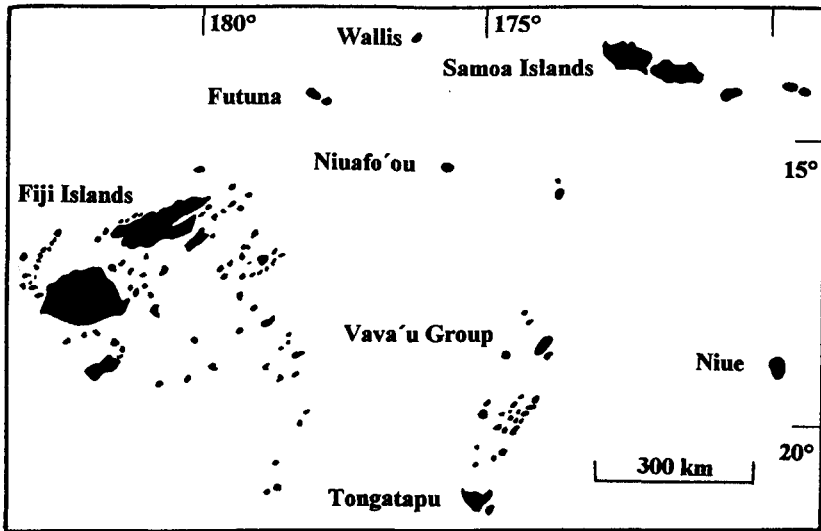 180°
175°
Wallis
Samoa Islands
Futuna
Niuafo´ou
15°
Fiji Islands
Vava´u Group
Niue
20°
300 km
Tongatapu